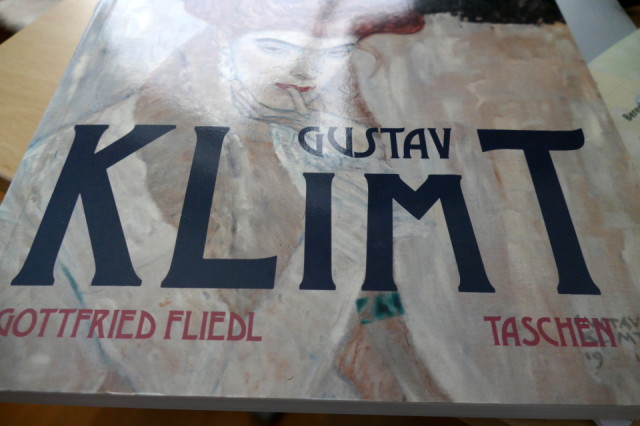 GUSTAV
KLIMT
GOTTFRIED FLIEDL
TASCHEN